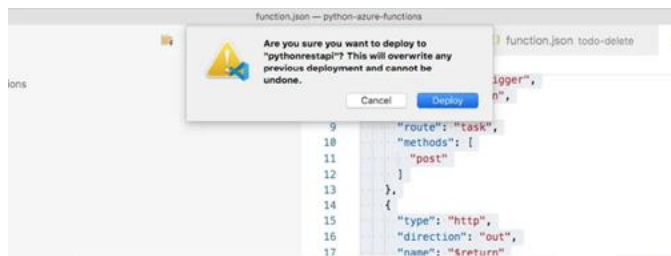 function.json — python-azure-functions
Are you sure you want to deploy to
"pythonrestapi"? This will overwrite any
previous deployment and cannot be
undone.
Cancel
Deploy
function.json todo-delete
ions
igger",
n",
9 "route": "task",
10 "methods": [
11 "post"
12 ]
13 },
14 {
15 "type": "http",
16 "direction": "out",
17 "name": "$return"